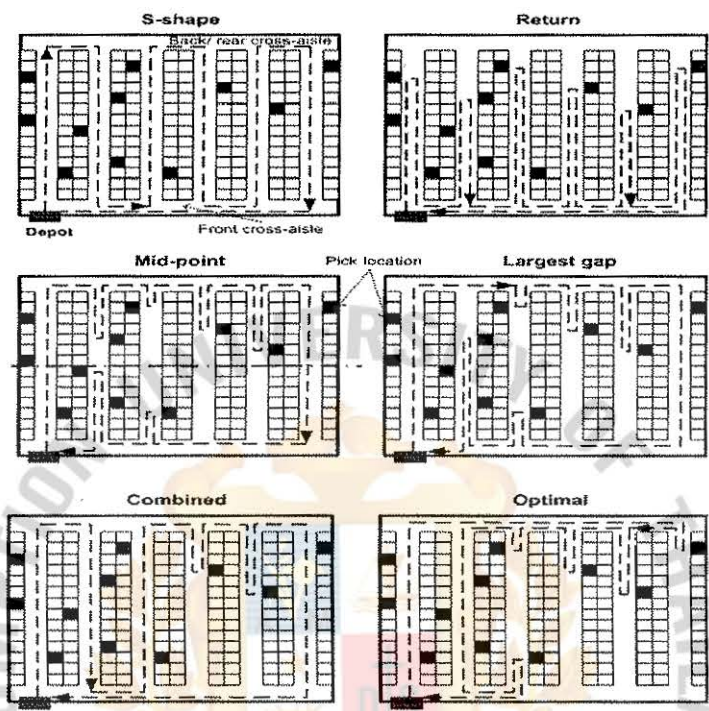 S-shape
Return
Back/ rear cross-aisle
Depot
Front cross-aisle
Mid-point
Pick location
Largest gap
Combined
Optimal